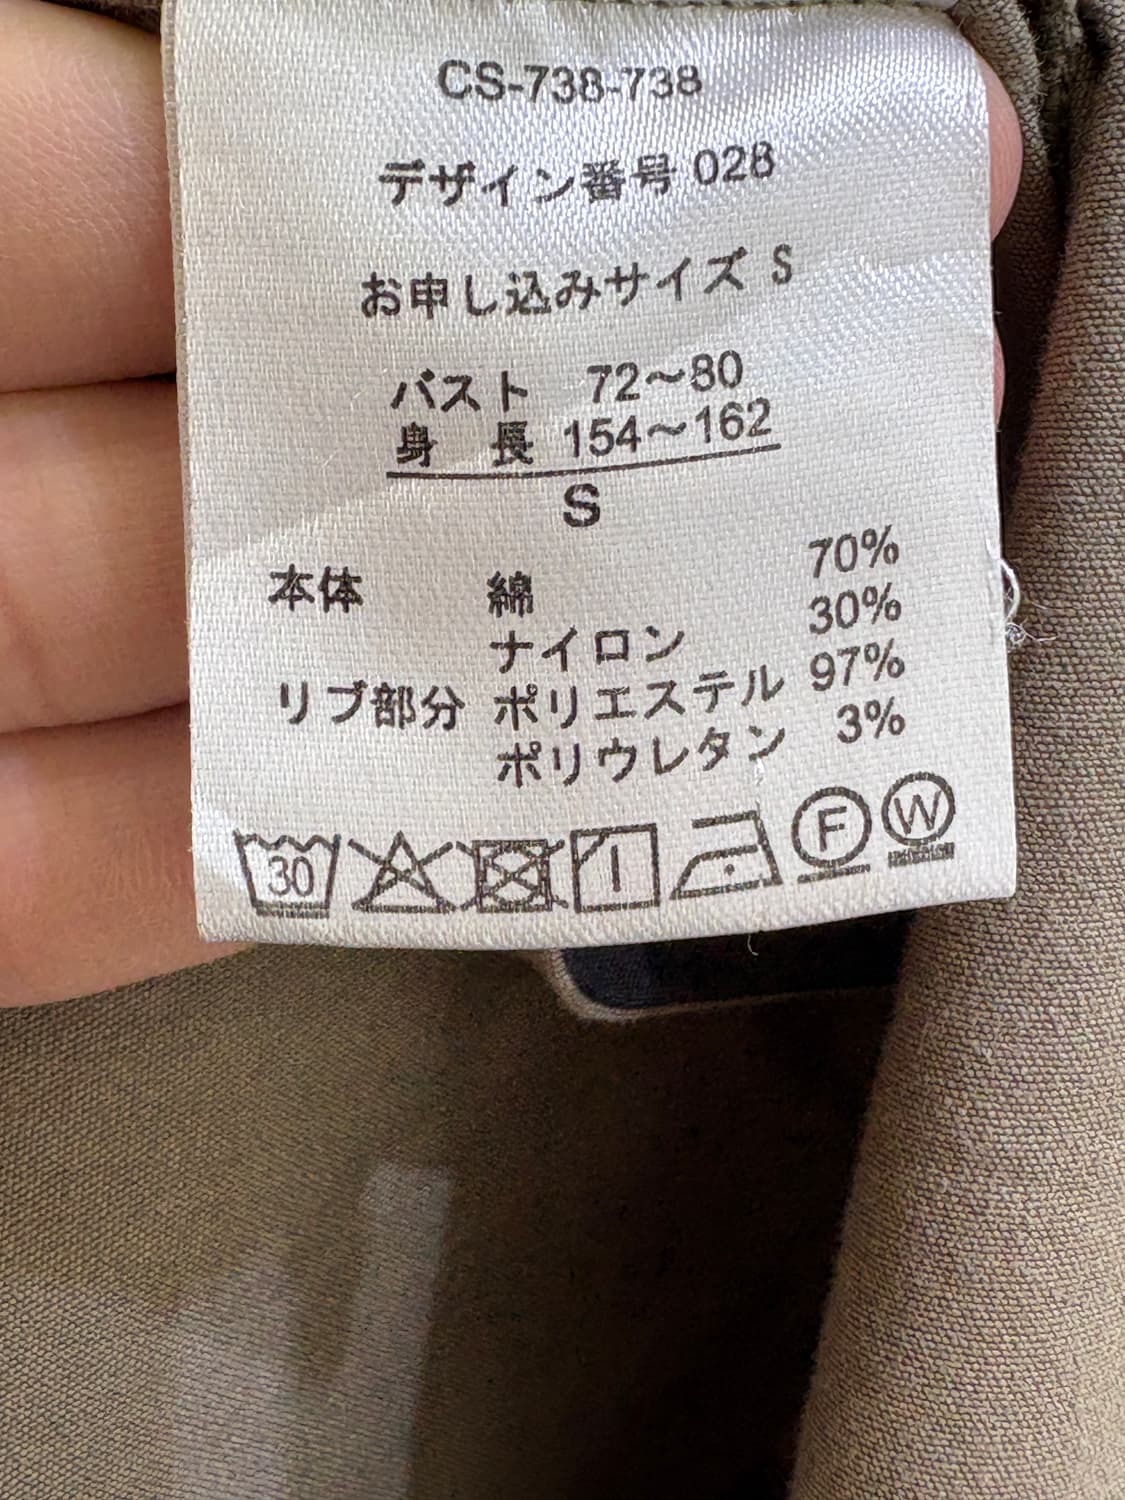 CS-738-738
デザイン番号 028
お申し込みサイズ S
バスト 72～80
身 長 154～162
S
本体 綿 70%
ナイロン 30%
リブ部分 ポリエステル 97%
ポリウレタン 3%
30 F W